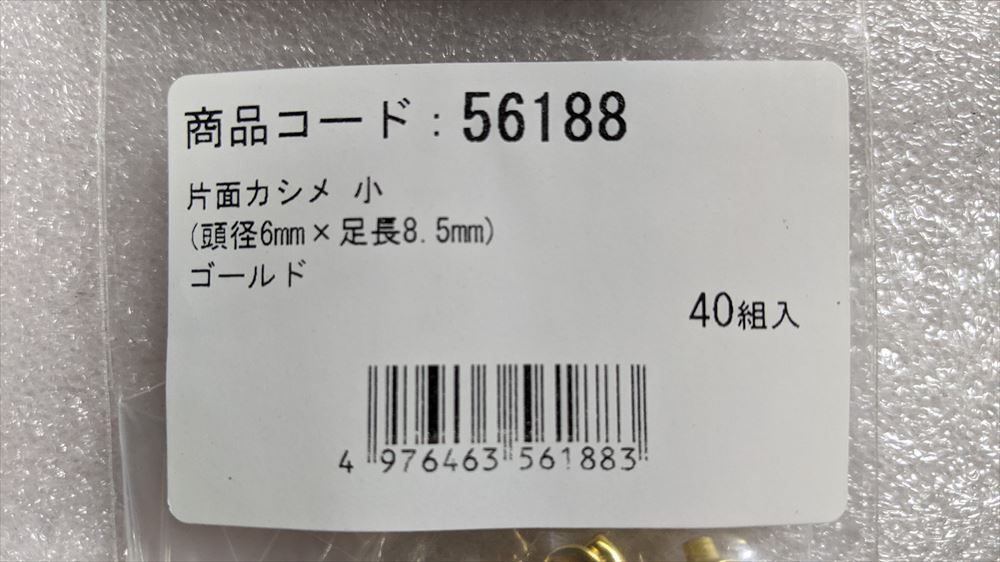 商品コード：56188
片面カシメ 小
(頭径6mm×足長8.5mm)
ゴールド
40組入
4 976463 561883